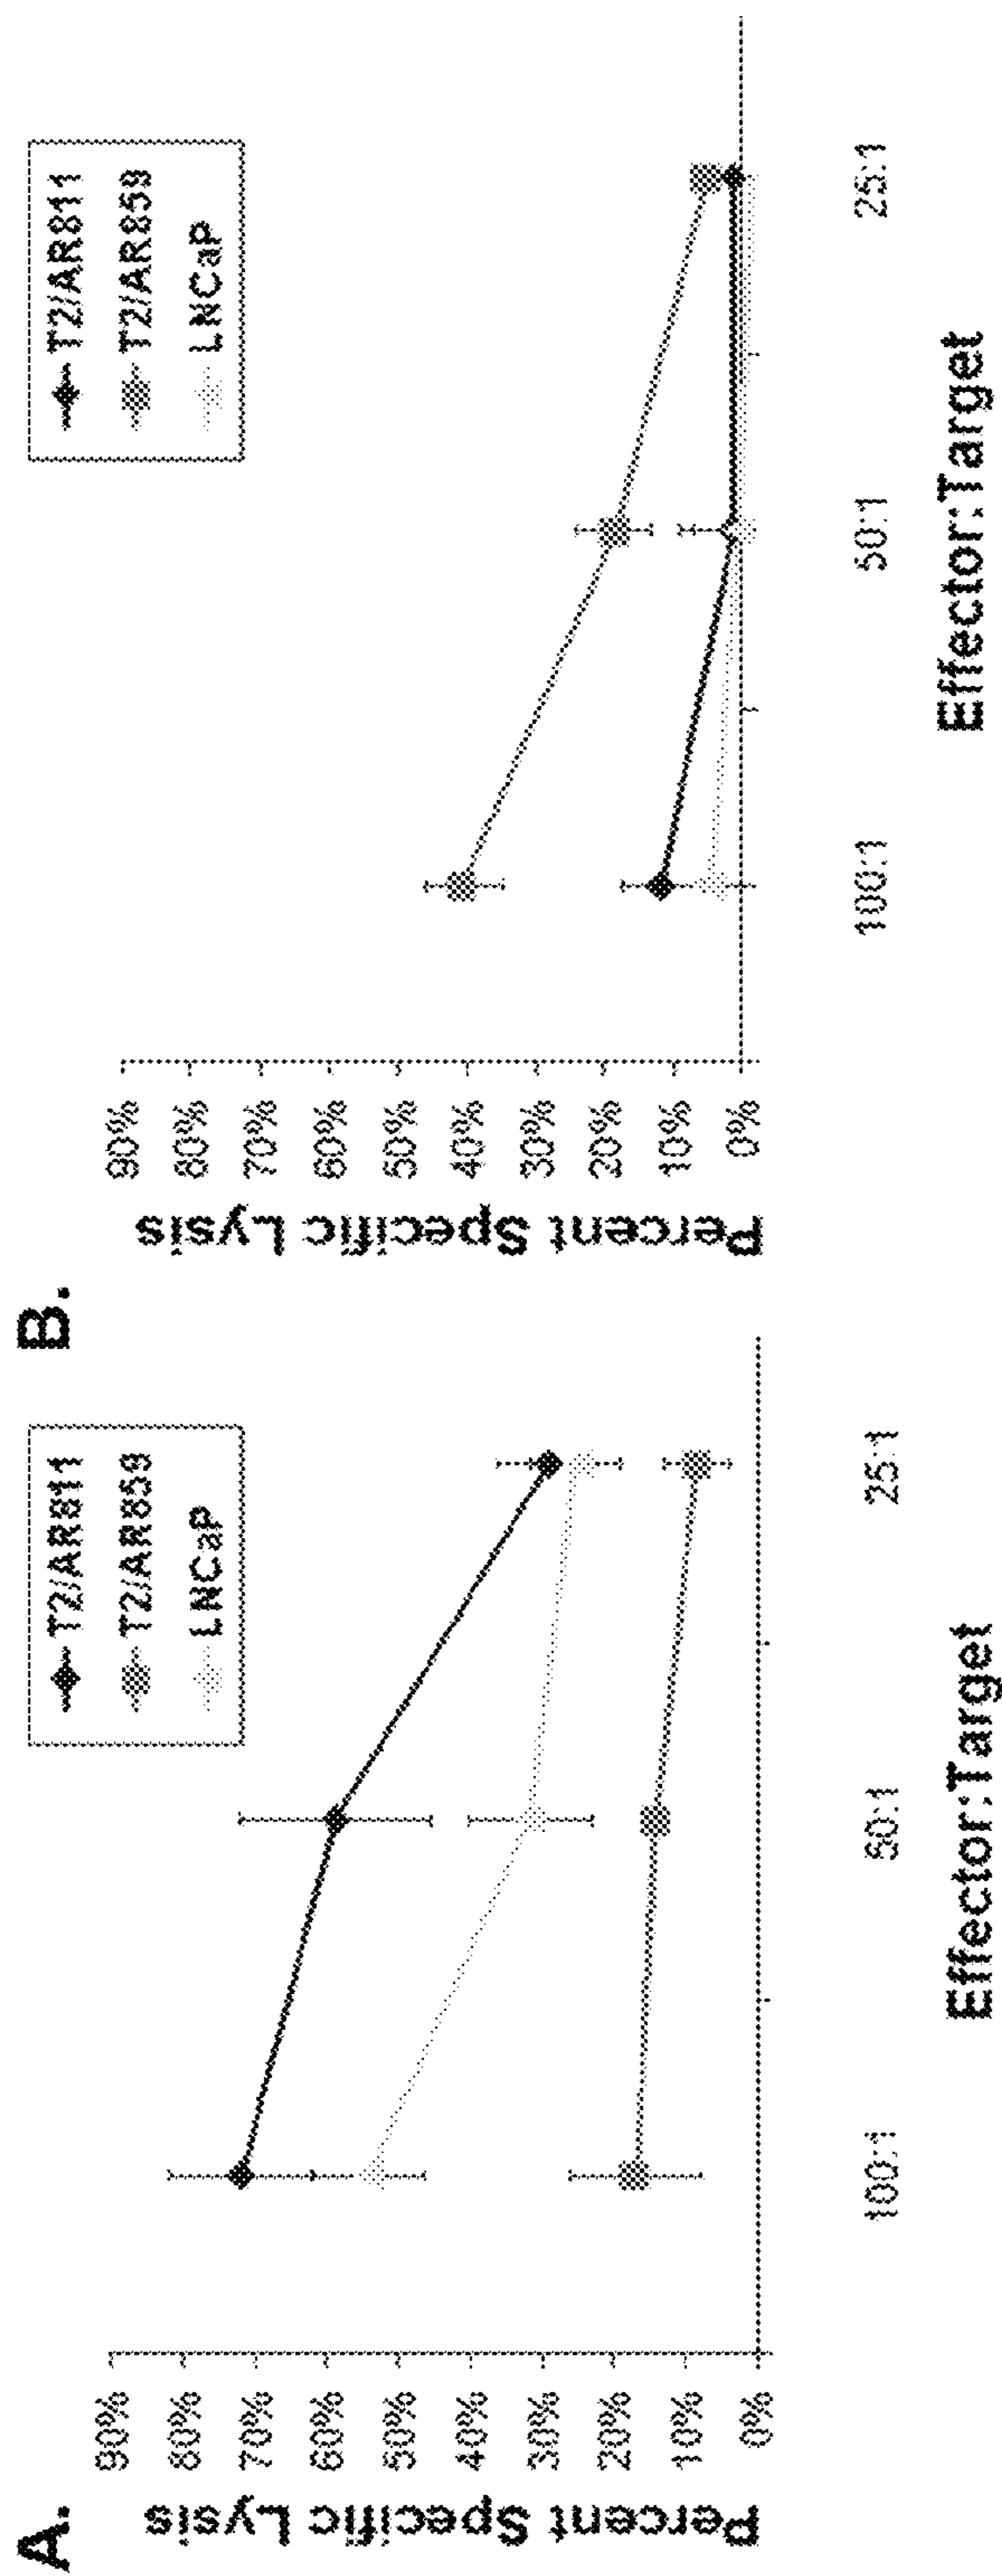 A.
Percent Specific Lysis
90%
80%
70%
60%
50%
40%
30%
20%
10%
0%
T2/AR811
T2/AR859
LNCaP
100:1
50:1
25:1
Effector:Target
B.
Percent Specific Lysis
90%
80%
70%
60%
50%
40%
30%
20%
10%
0%
T2/AR811
T2/AR859
LNCaP
100:1
50:1
25:1
Effector:Target